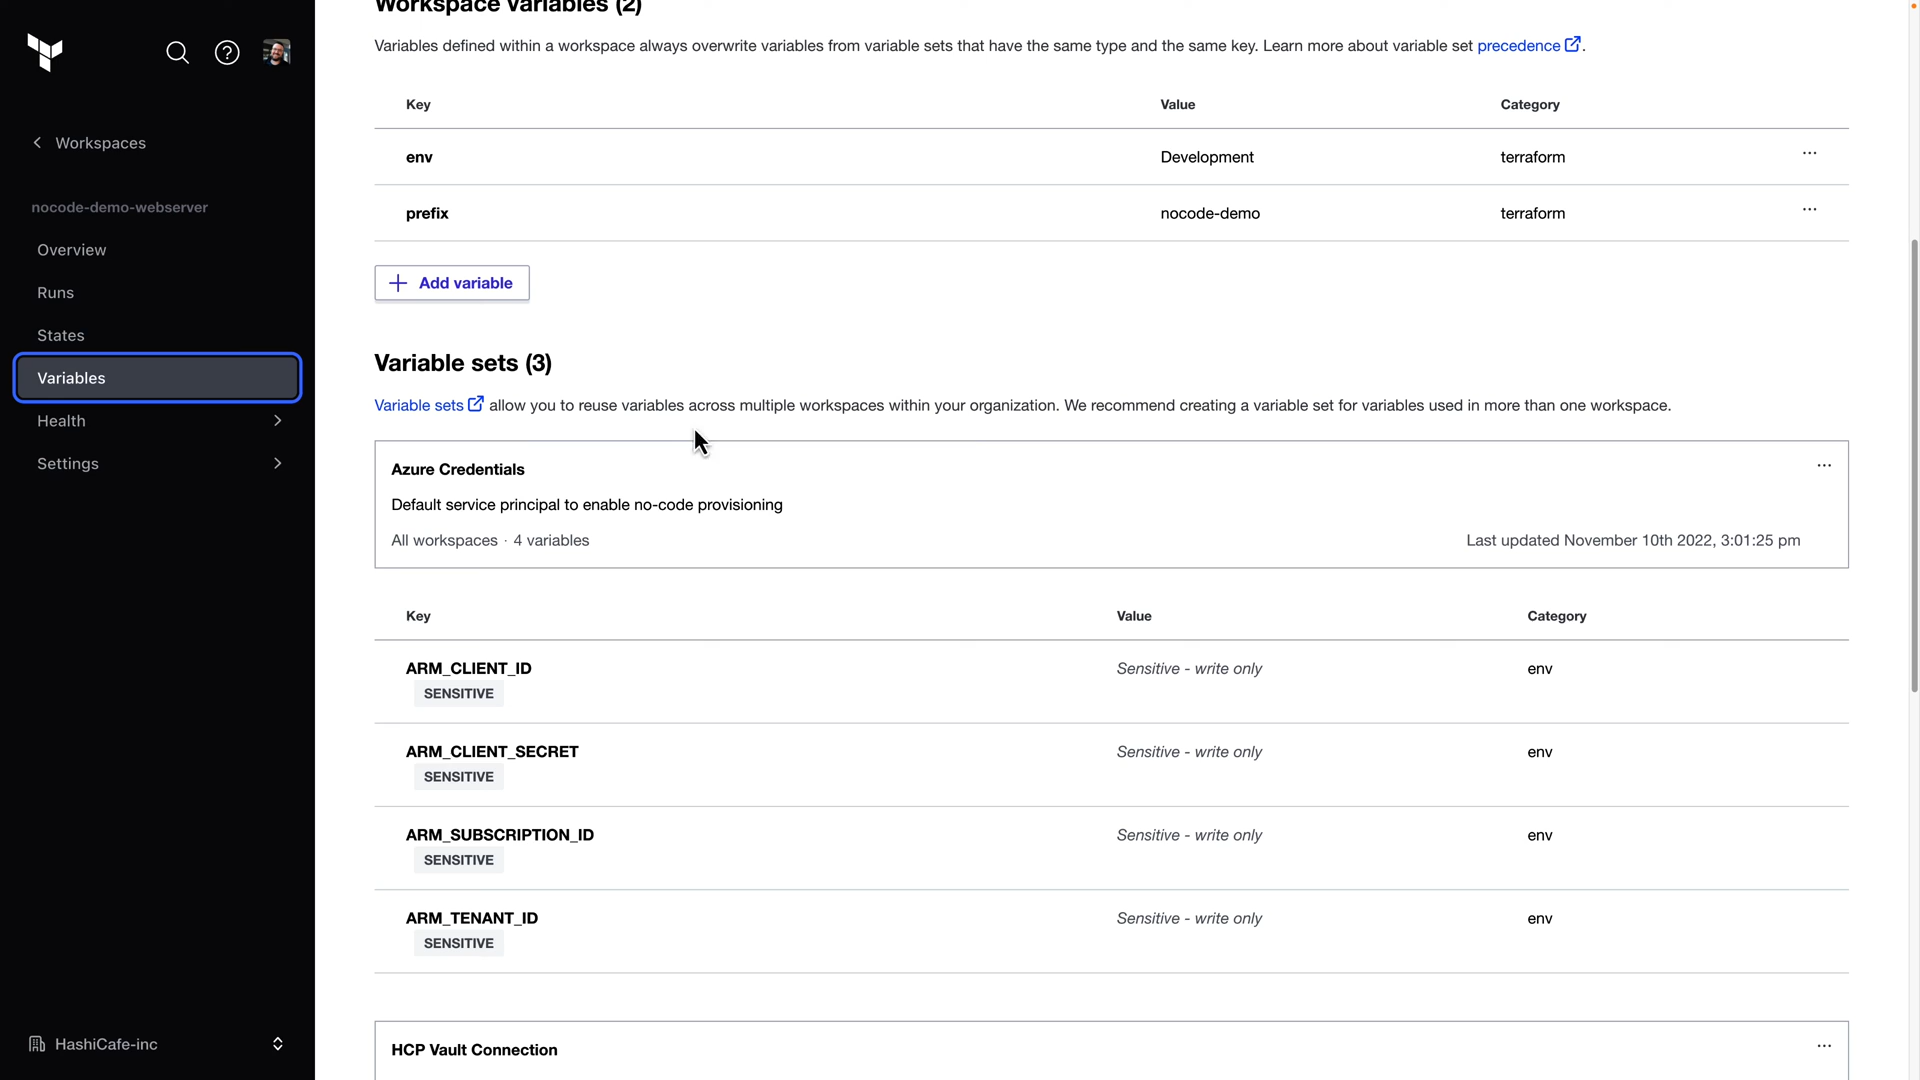 Workspace variables (2)
Variables defined within a workspace always overwrite variables from variable sets that have the same type and the same key. Learn more about variable set precedence.
Key Value Category
env Development terraform
prefix nocode-demo terraform
Add variable
Variable sets (3)
Variable sets allow you to reuse variables across multiple workspaces within your organization. We recommend creating a variable set for variables used in more than one workspace.
Azure Credentials
Default service principal to enable no-code provisioning
All workspaces · 4 variables Last updated November 10th 2022, 3:01:25 pm
Key Value Category
ARM_CLIENT_ID Sensitive - write only env
SENSITIVE
ARM_CLIENT_SECRET Sensitive - write only env
SENSITIVE
ARM_SUBSCRIPTION_ID Sensitive - write only env
SENSITIVE
ARM_TENANT_ID Sensitive - write only env
SENSITIVE
HCP Vault Connection
Workspaces
nocode-demo-webserver
Overview
Runs
States
Variables
Health
Settings
HashiCafe-inc